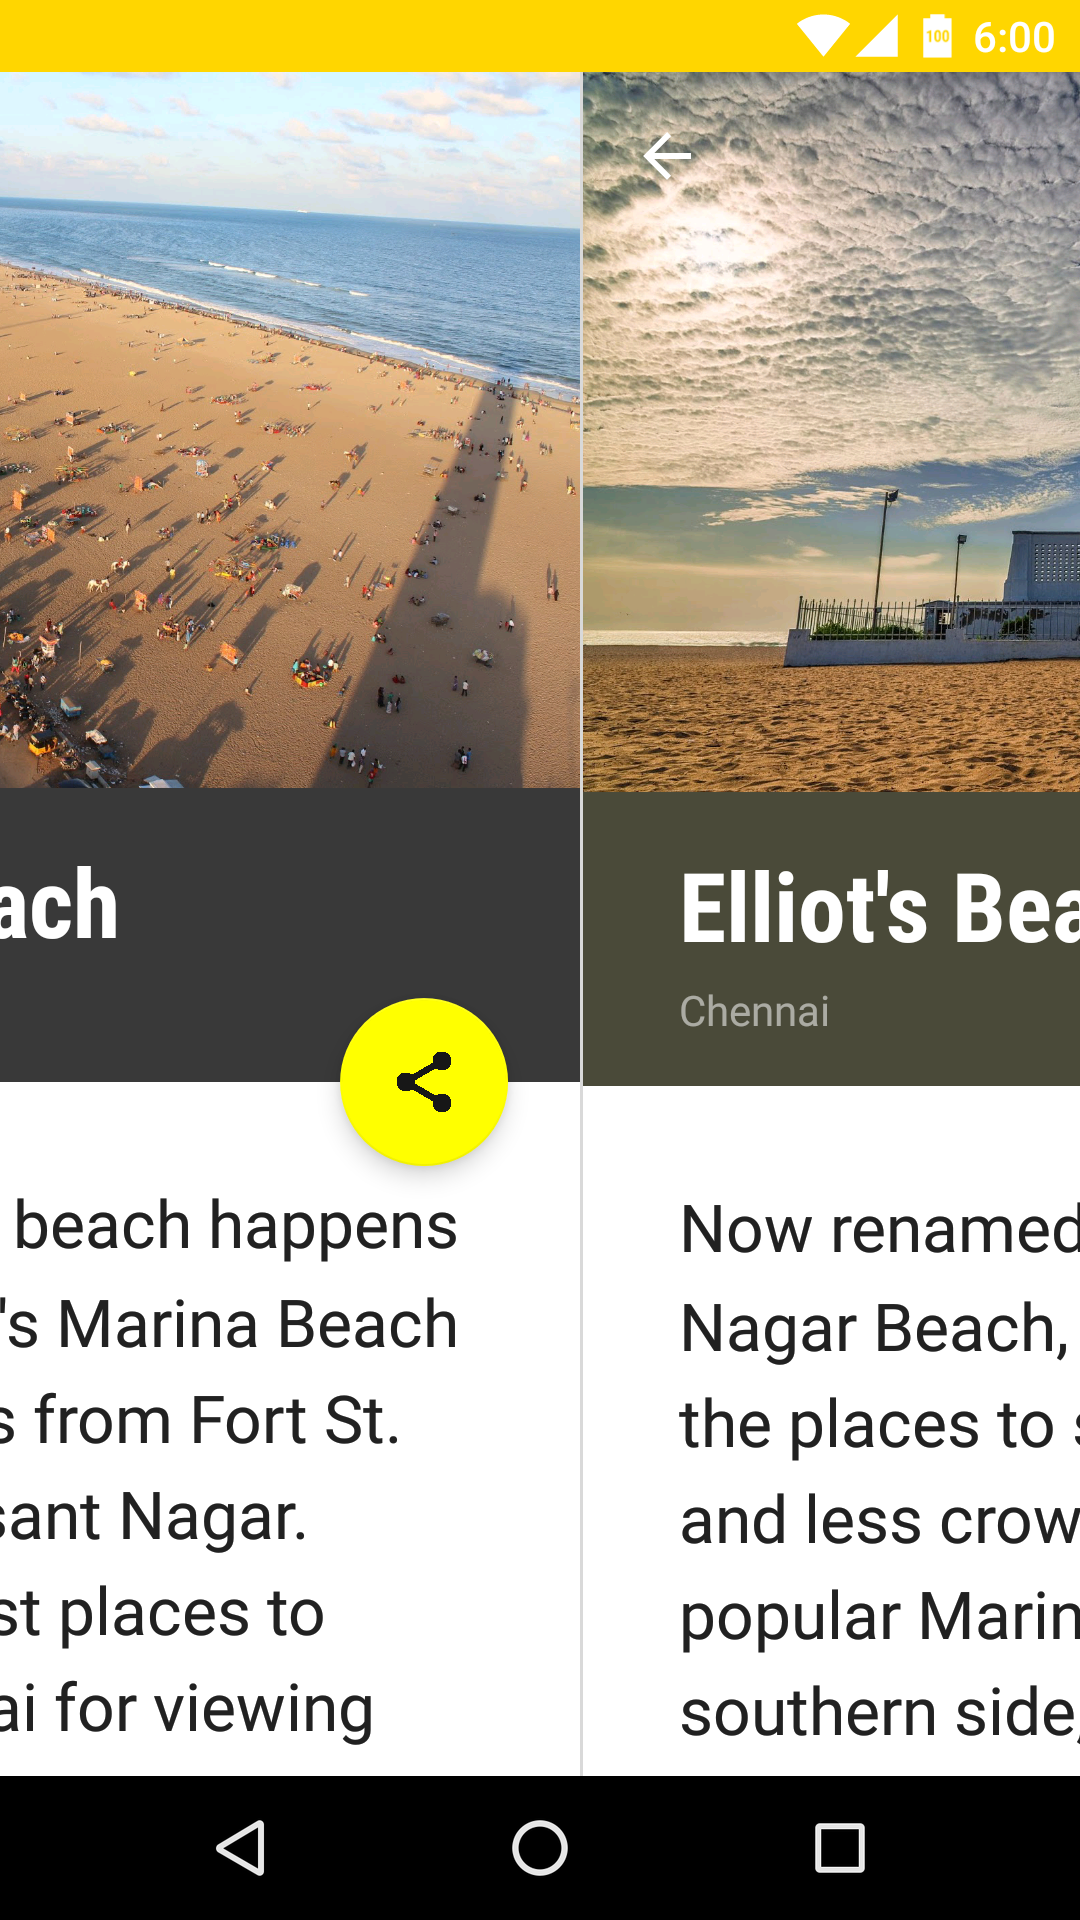 100 6:00
ach
beach happens
's Marina Beach
s from Fort St.
sant Nagar.
st places to
ai for viewing
Elliot's Bea
Chennai
Now renamed
Nagar Beach,
the places to s
and less crow
popular Marin
southern side,